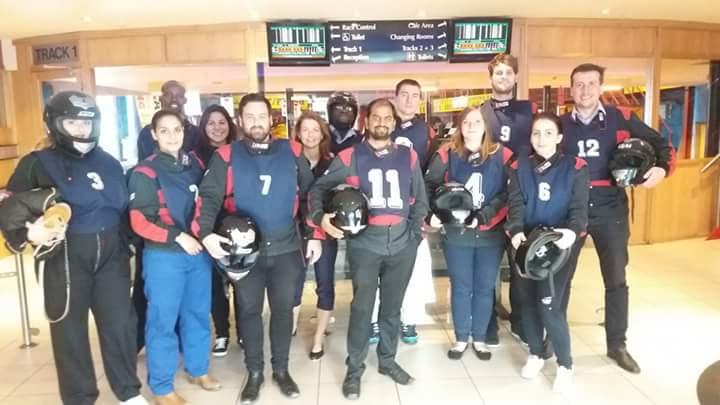 TRACK 1
Race Control
Toilet
Track 1
Reception
Cafe Area
Changing Rooms
Tracks 2 + 3
Toilets
3
7
11
4
9
6
12